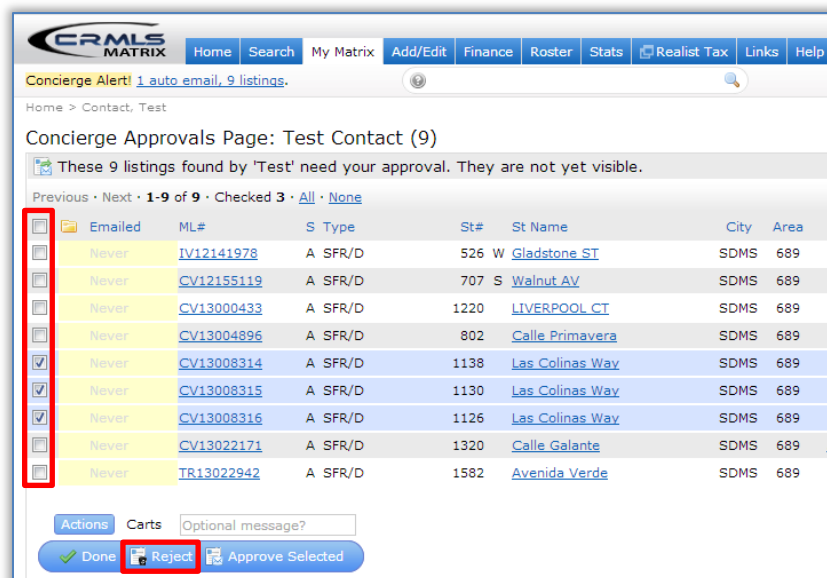 CRMLS
MATRIX
Home Search My Matrix Add/Edit Finance Roster Stats Realist Tax Links Help
Concierge Alert! 1 auto email, 9 listings.
Home > Contact, Test
Concierge Approvals Page: Test Contact (9)
These 9 listings found by 'Test' need your approval. They are not yet visible.
Previous · Next · 1-9 of 9 · Checked 3 · All · None
Emailed ML# S Type St# St Name City Area
Never IV12141978 A SFR/D 526 W Gladstone ST SDMS 689
Never CV12155119 A SFR/D 707 S Walnut AV SDMS 689
Never CV13000433 A SFR/D 1220 LIVERPOOL CT SDMS 689
Never CV13004896 A SFR/D 802 Calle Primavera SDMS 689
Never CV13008314 A SFR/D 1138 Las Colinas Way SDMS 689
Never CV13008315 A SFR/D 1130 Las Colinas Way SDMS 689
Never CV13008316 A SFR/D 1126 Las Colinas Way SDMS 689
Never CV13022171 A SFR/D 1320 Calle Galante SDMS 689
Never TR13022942 A SFR/D 1582 Avenida Verde SDMS 689
Actions Carts Optional message?
Done Reject Approve Selected